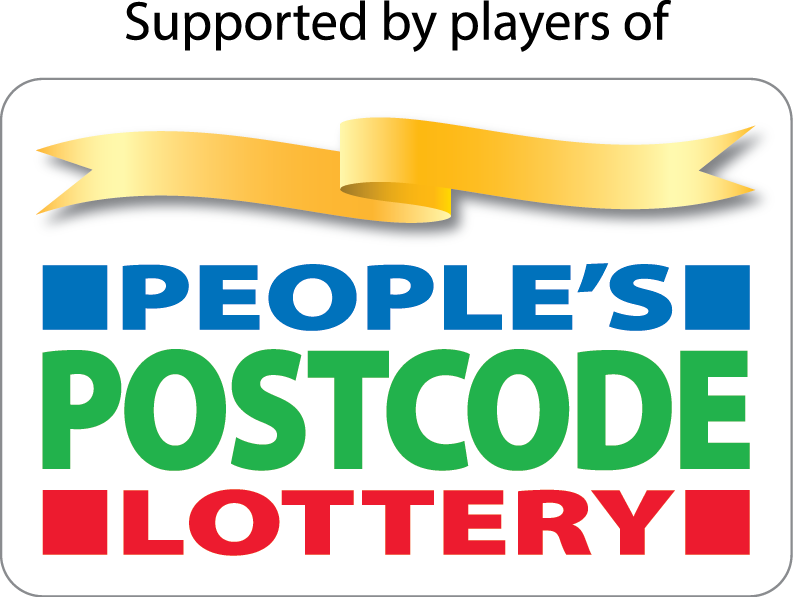 Supported by players of
PEOPLE'S
POSTCODE
LOTTERY